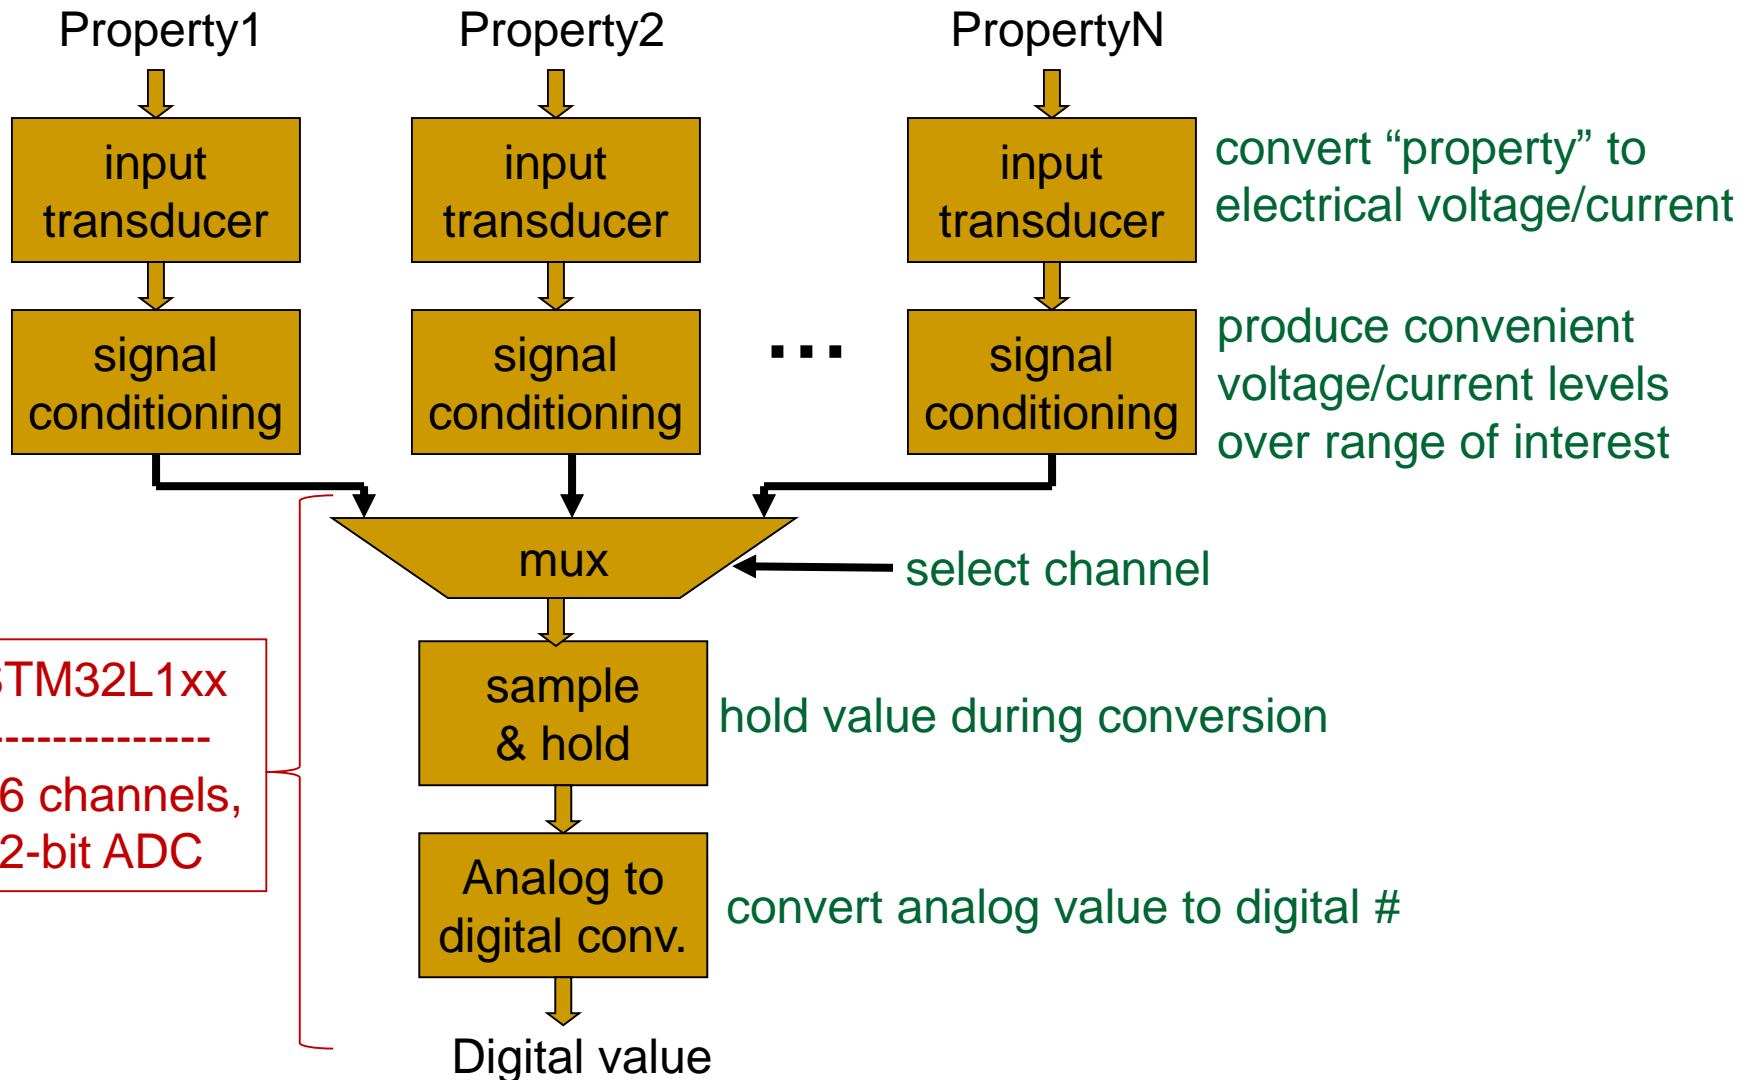 Property1
Property2
PropertyN
input
transducer
input
transducer
input
transducer
convert “property” to
electrical voltage/current
signal
conditioning
signal
conditioning
...
signal
conditioning
produce convenient
voltage/current levels
over range of interest
mux
select channel
STM32L1xx
--------------
6 channels,
2-bit ADC
sample
& hold
hold value during conversion
Analog to
digital conv.
convert analog value to digital #
Digital value